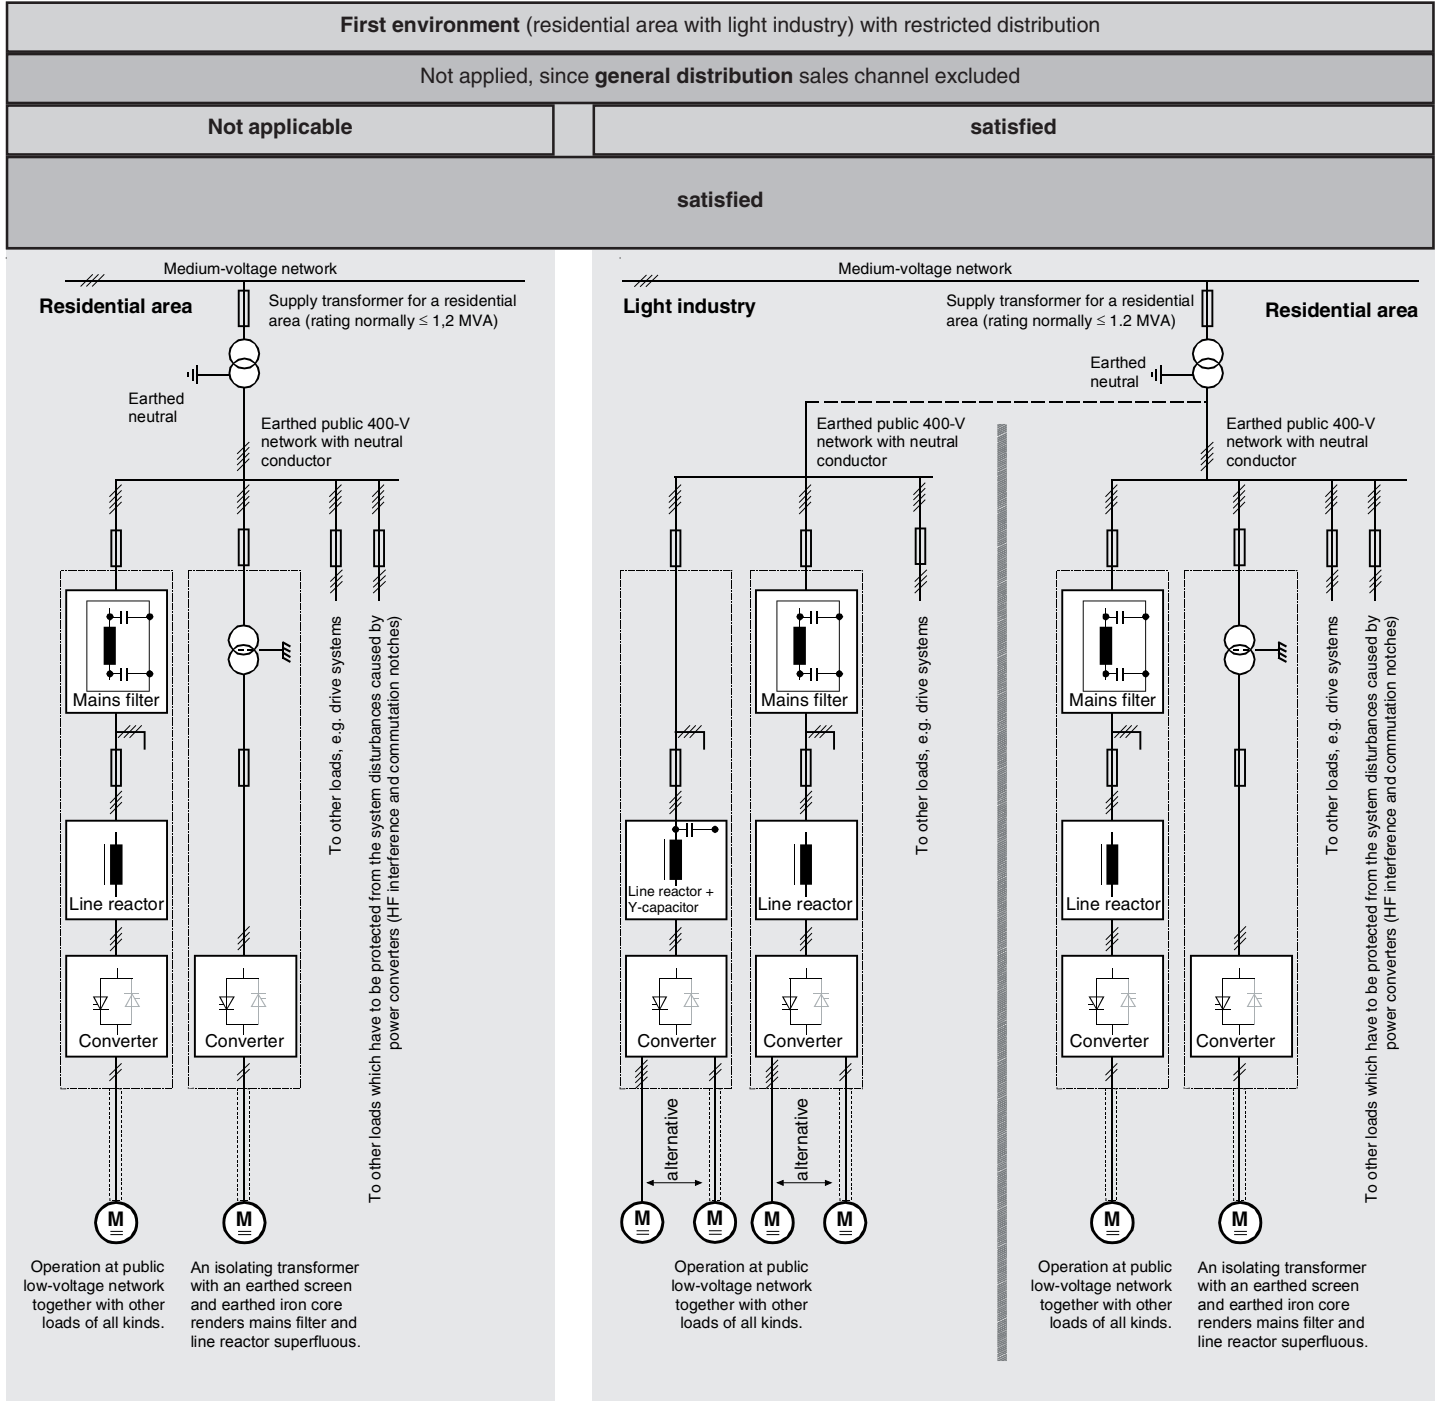 First environment (residential area with light industry) with restricted distribution
Not applied, since general distribution sales channel excluded
Not applicable
satisfied
satisfied
Medium-voltage network
Residential area
Supply transformer for a residential
area (rating normally ≤ 1,2 MVA)
Earthed
neutral
Earthed public 400-V
network with neutral
conductor
Mains filter
Line reactor
Converter
Converter
To other loads, e.g. drive systems
To other loads which have to be protected from the system disturbances caused by
power converters (HF interference and commutation notches)
M
M
Operation at public
low-voltage network
together with other
loads of all kinds.
An isolating transformer
with an earthed screen
and earthed iron core
renders mains filter and
line reactor superfluous.
Medium-voltage network
Light industry
Supply transformer for a residential
area (rating normally ≤ 1.2 MVA)
Residential area
Earthed
neutral
Earthed public 400-V
network with neutral
conductor
Earthed public 400-V
network with neutral
conductor
Mains filter
Line reactor +
Y-capacitor
Line reactor
Converter
Converter
To other loads, e.g. drive systems
alternative
alternative
M
M
M
M
Operation at public
low-voltage network
together with other
loads of all kinds.
Mains filter
Line reactor
Converter
Converter
To other loads, e.g. drive systems
To other loads which have to be protected from the system disturbances caused by
power converters (HF interference and commutation notches)
M
M
Operation at public
low-voltage network
together with other
loads of all kinds.
An isolating transformer
with an earthed screen
and earthed iron core
renders mains filter and
line reactor superfluous.